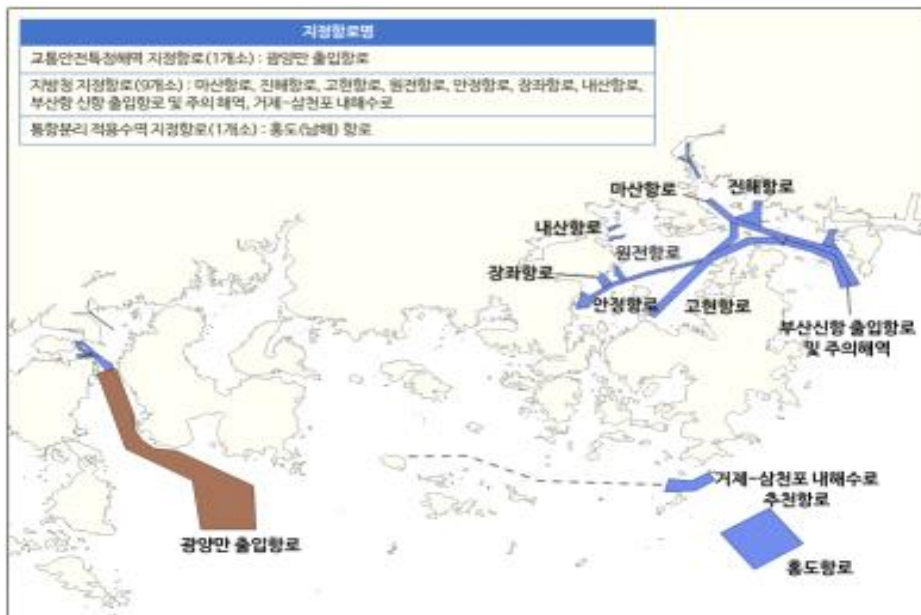 지정항로명
교통안전특정해역 지정항로(1개소) : 광양만 출입항로
지방청 지정항로(9개소) : 마산항로, 진해항로, 고현항로, 원전항로, 안정항로, 장좌항로, 내산항로,
부산항 신항 출입항로 및 주의 해역, 거제-삼천포 내해수로
통항분리 적용수역 지정항로(1개소) : 홍도(남해) 항로
마산항로
진해항로
내산항로
원전항로
장좌항로
안정항로
고현항로
부산신항 출입항로
및 주의해역
거제-삼천포 내해수로
추천항로
광양만 출입항로
홍도항로